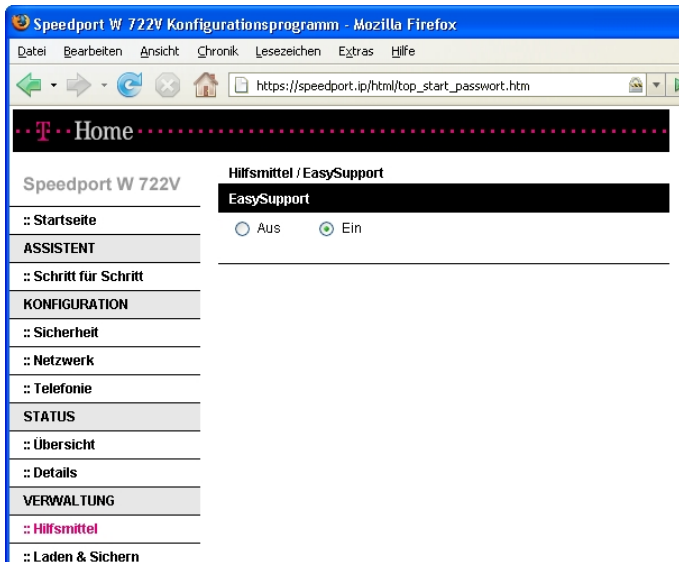 Speedport W 722V Konfigurationsprogramm - Mozilla Firefox
Datei Bearbeiten Ansicht Chronik Lesezeichen Extras Hilfe
https://speedport.ip/html/top_start_passwort.htm
T Home
Speedport W 722V
Hilfsmittel / EasySupport
EasySupport
Aus Ein
:: Startseite
ASSISTENT
:: Schritt für Schritt
KONFIGURATION
:: Sicherheit
:: Netzwerk
:: Telefonie
STATUS
:: Übersicht
:: Details
VERWALTUNG
:: Hilfsmittel
:: Laden & Sichern